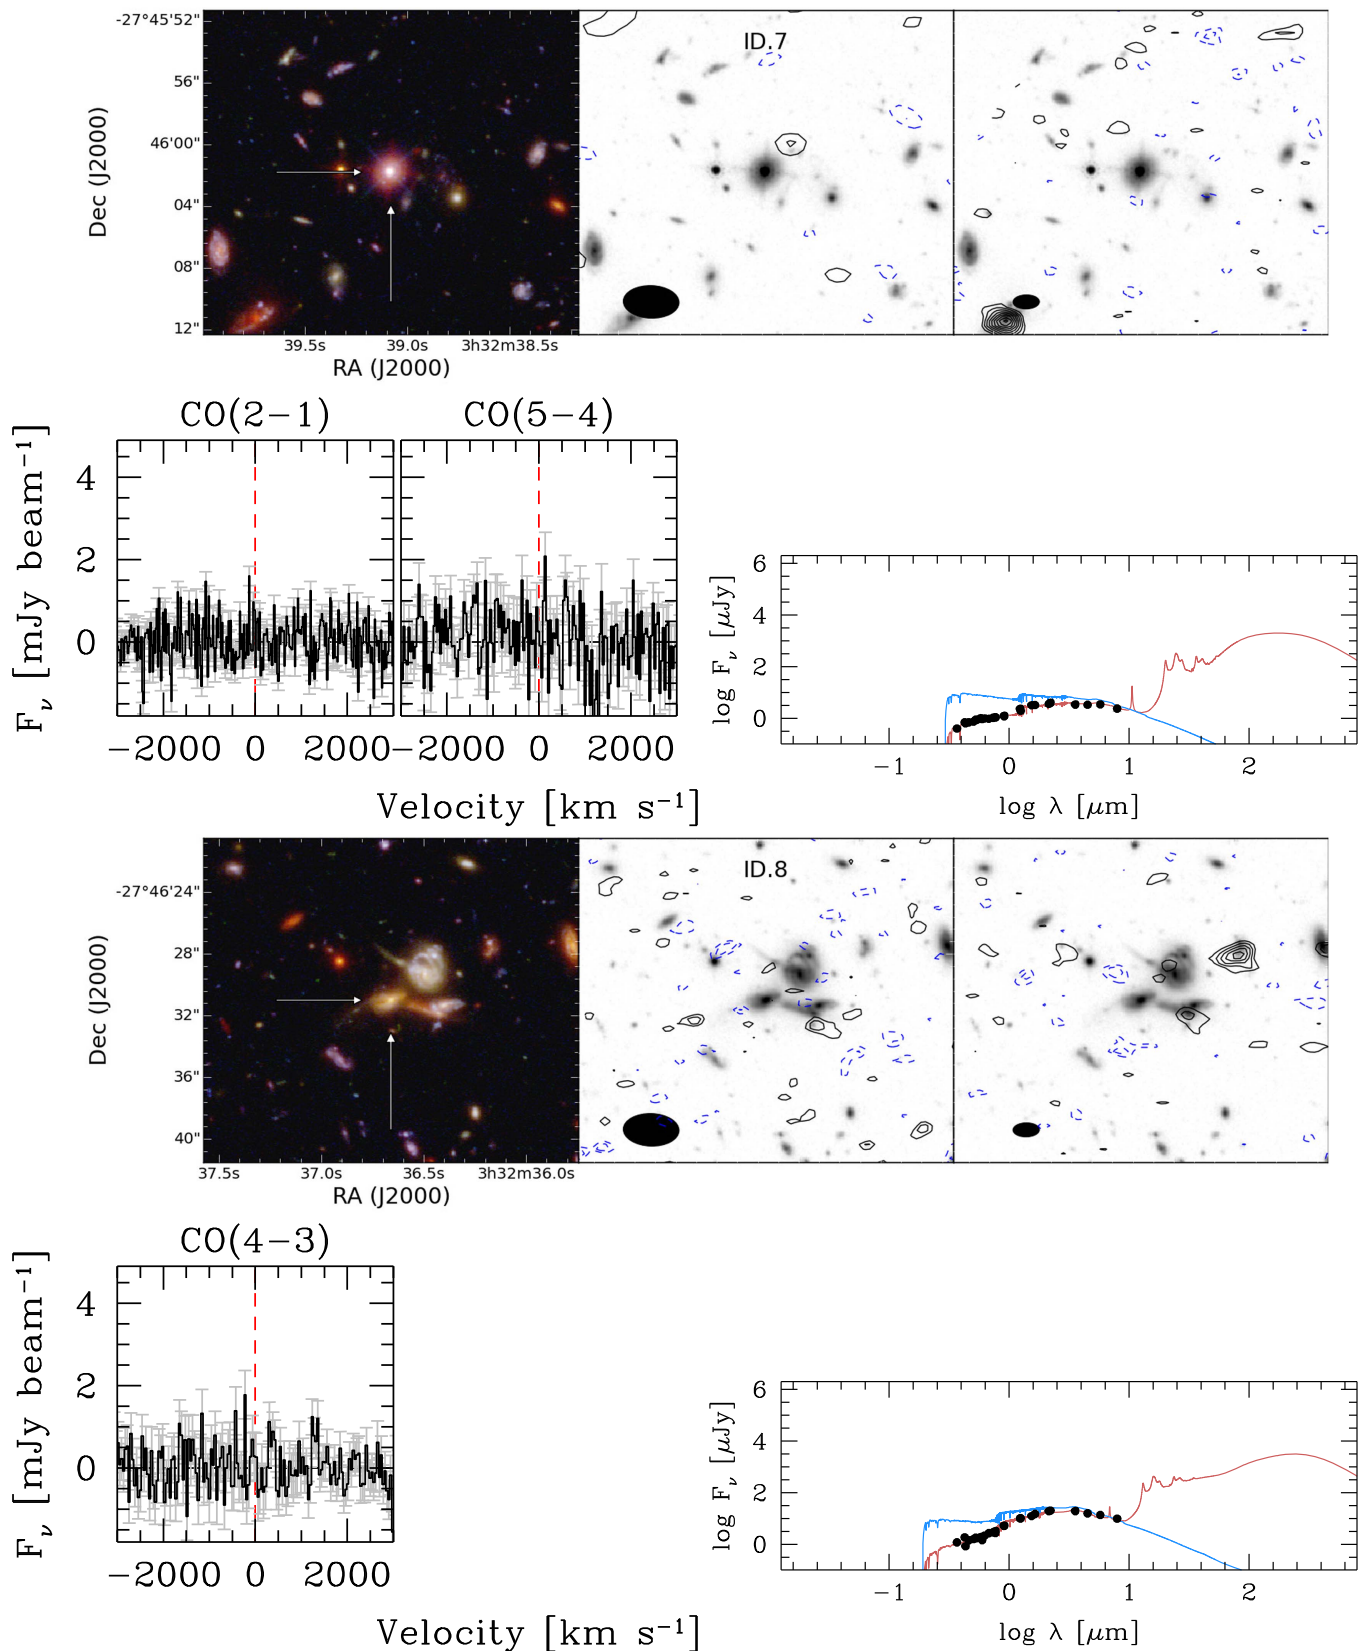 -27°45'52"
56"
46'00"
04"
08"
12"
Dec (J2000)
ID.7
39.5s 39.0s 3h32m38.5s
RA (J2000)
CO(2−1) CO(5−4)
F_ν [mJy beam⁻¹]
4
2
0
−2000 0 2000 −2000 0 2000
Velocity [km s⁻¹]
log F_ν [μJy]
6
4
2
0
−1 0 1 2
log λ [μm]
-27°46'24"
28"
32"
36"
40"
Dec (J2000)
ID.8
37.5s 37.0s 36.5s 3h32m36.0s
RA (J2000)
CO(4−3)
F_ν [mJy beam⁻¹]
4
2
0
−2000 0 2000
Velocity [km s⁻¹]
log F_ν [μJy]
6
4
2
0
−1 0 1 2
log λ [μm]